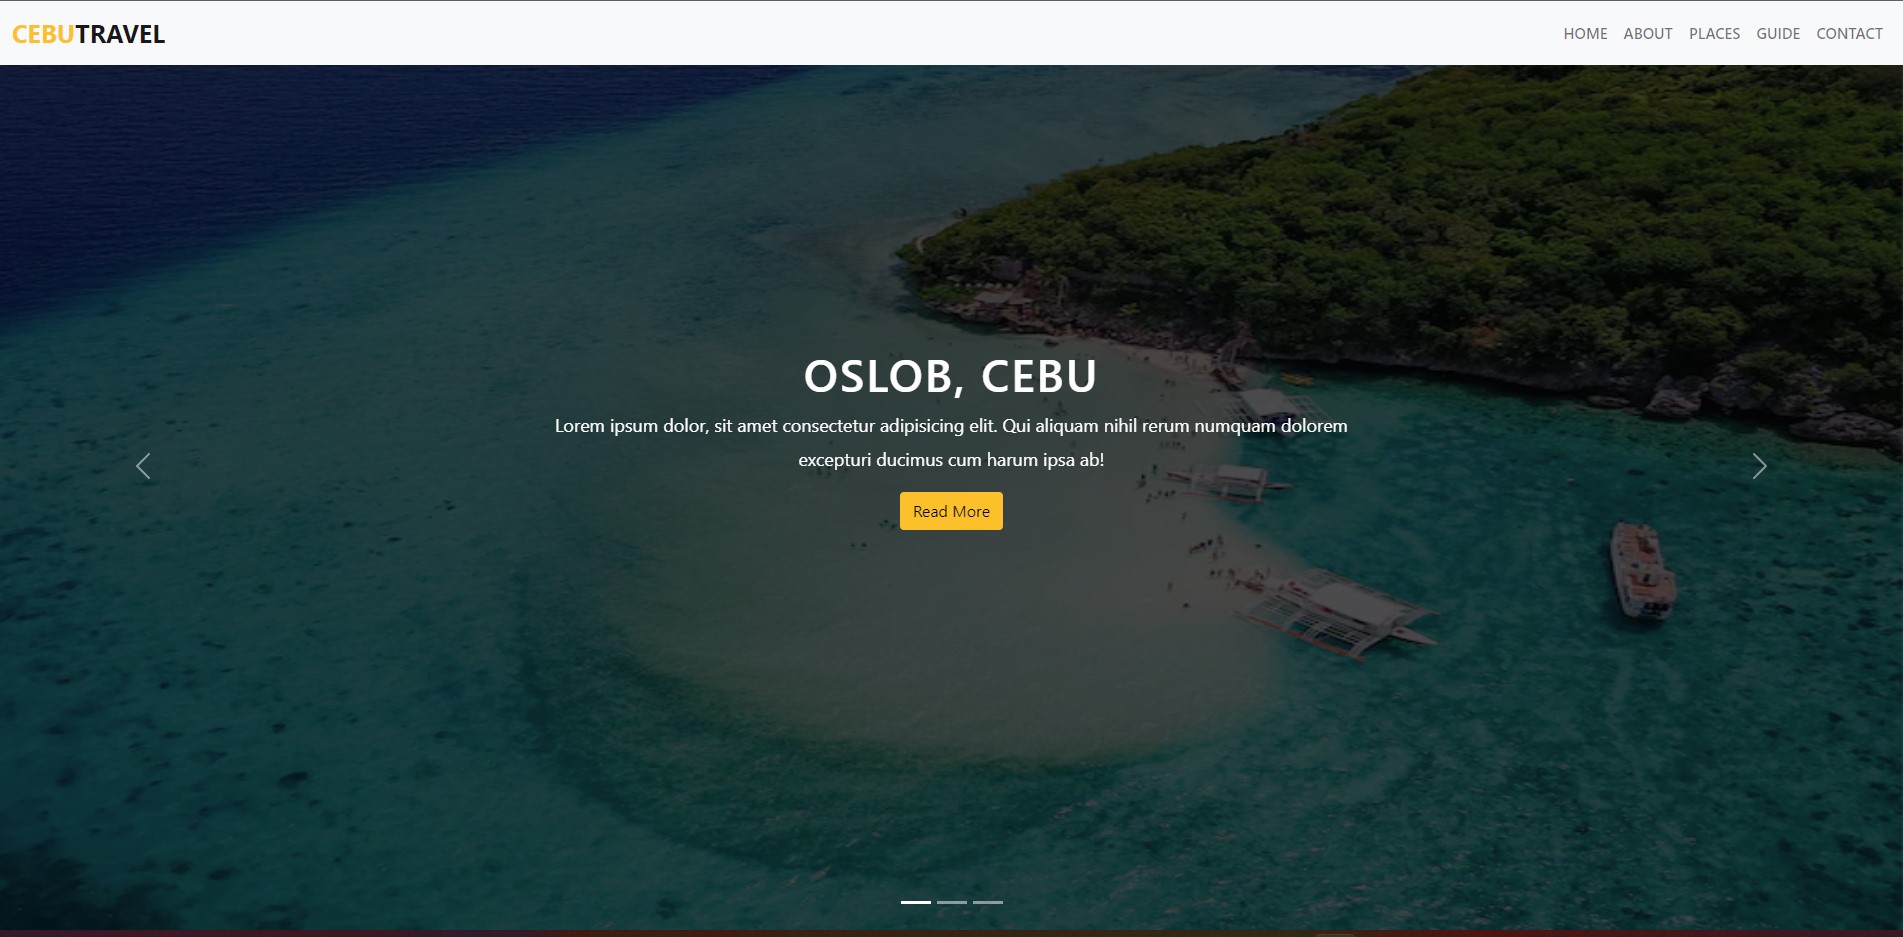 CEBUTRAVEL
HOME ABOUT PLACES GUIDE CONTACT
OSLOB, CEBU
Lorem ipsum dolor, sit amet consectetur adipisicing elit. Qui aliquam nihil rerum numquam dolorem
excepturi ducimus cum harum ipsa ab!
Read More